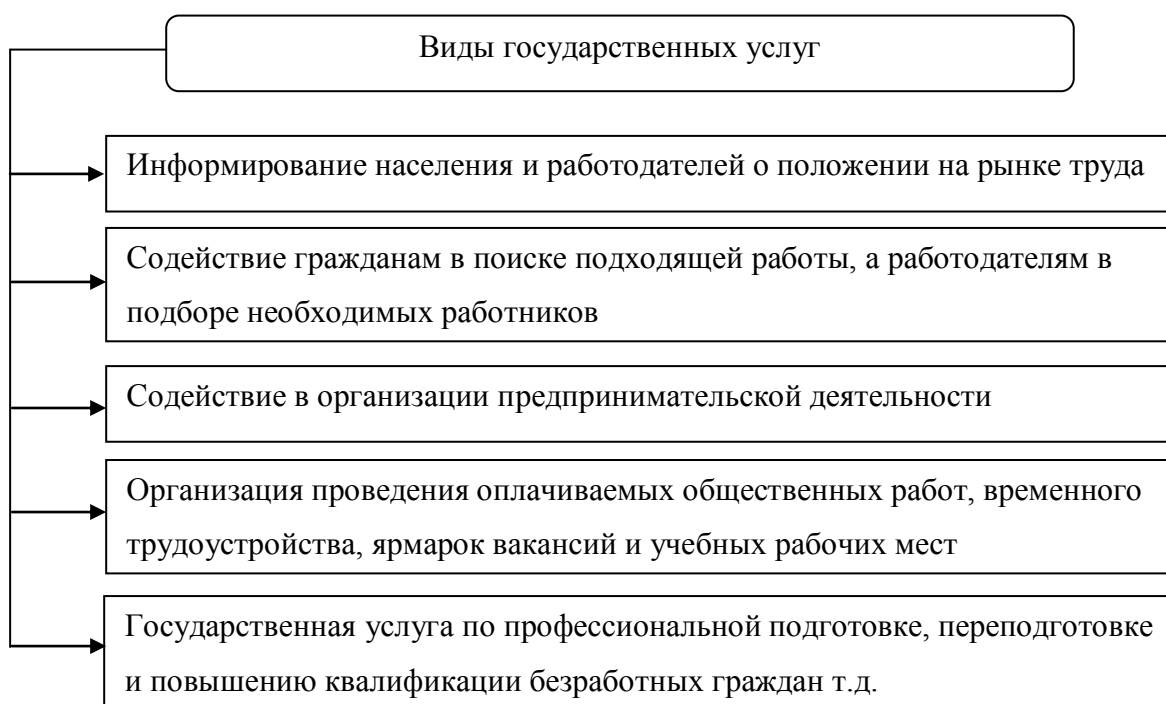 Виды государственных услуг
Информирование населения и работодателей о положении на рынке труда
Содействие гражданам в поиске подходящей работы, а работодателям в
подборе необходимых работников
Содействие в организации предпринимательской деятельности
Организация проведения оплачиваемых общественных работ, временного
трудоустройства, ярмарок вакансий и учебных рабочих мест
Государственная услуга по профессиональной подготовке, переподготовке
и повышению квалификации безработных граждан т.д.